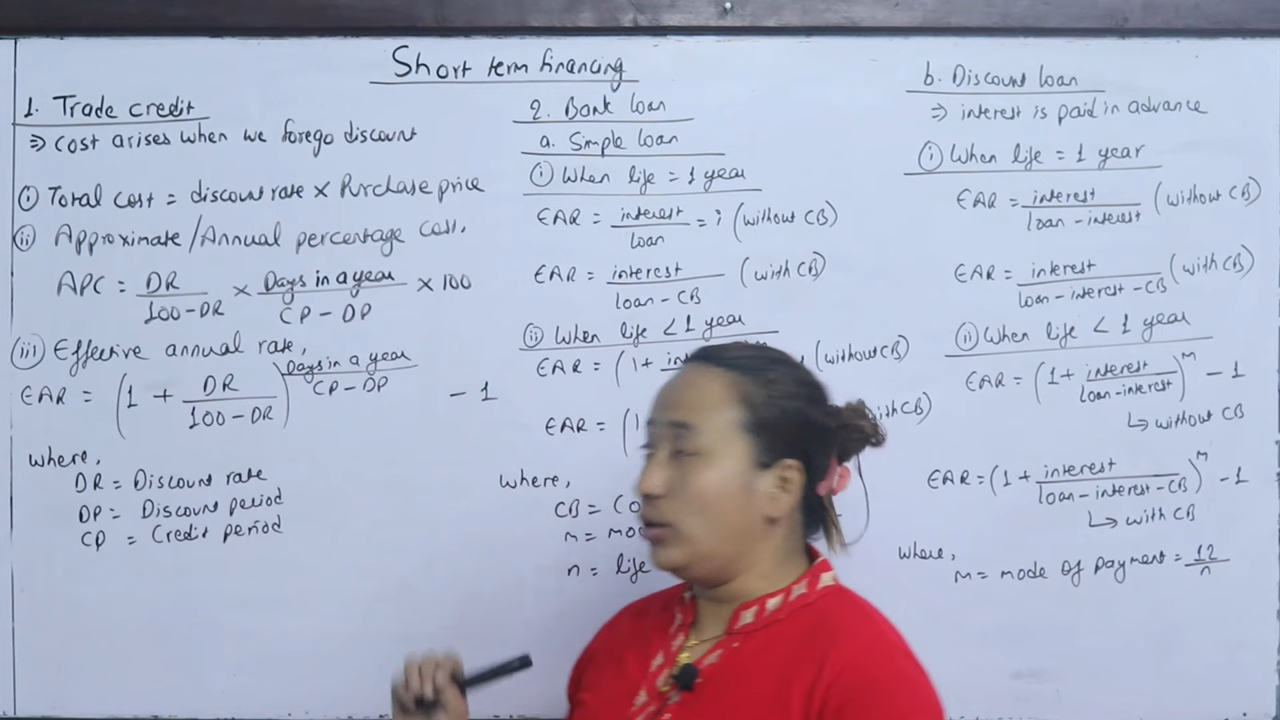 Short term financing
1. Trade credit
⇒ cost arises when we forego discount
(i) Total cost = discount rate × Purchase price
(ii) Approximate / Annual percentage cost,
APC = DR / 100 - DR × Days in a year / CP - DP × 100
(iii) Effective annual rate,
EAR = (1 + DR / 100 - DR)^(Days in a year / CP - DP) - 1
where,
DR = Discount rate
DP = Discount period
CP = Credit period
2. Bank loan
a. Simple loan
(i) When life = 1 year
EAR = interest / loan = i (without CB)
EAR = interest / loan - CB (with CB)
(ii) When life < 1 year
EAR = (1 + (without CB)
EAR = (1 with CB)
where,
CB =
m =
n = life
b. Discount loan
⇒ interest is paid in advance
(i) When life = 1 year
EAR = interest / loan - interest (without CB)
EAR = interest / loan - interest - CB (with CB)
(ii) When life < 1 year
EAR = (1 + interest / loan - interest)^m - 1
↳ without CB
EAR = (1 + interest / loan - interest - CB)^m - 1
↳ with CB
where,
m = mode of payment = 12 / n